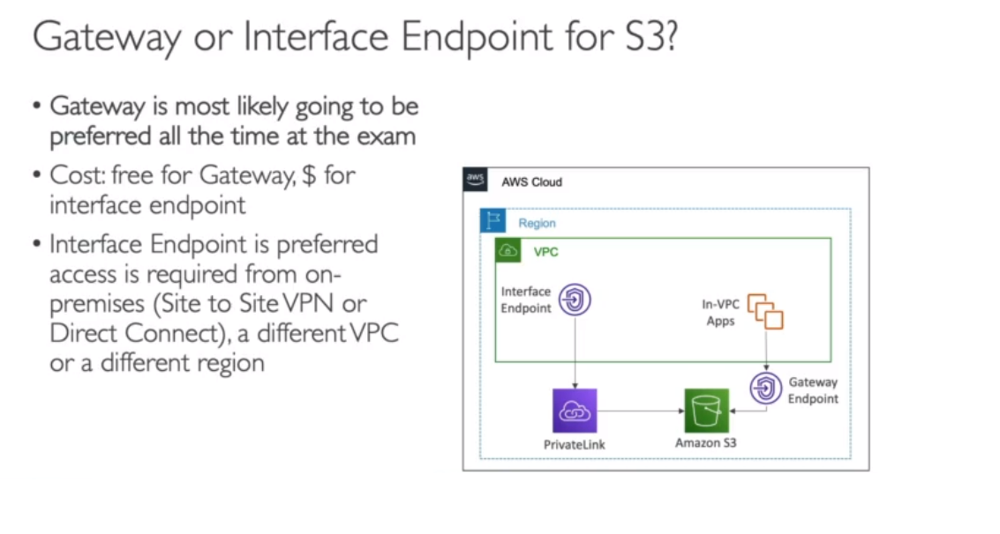 Gateway or Interface Endpoint for S3?
• Gateway is most likely going to be
preferred all the time at the exam
• Cost: free for Gateway, $ for
interface endpoint
• Interface Endpoint is preferred
access is required from on-
premises (Site to Site VPN or
Direct Connect), a different VPC
or a different region
aws
AWS Cloud
Region
VPC
Interface
Endpoint
In-VPC
Apps
Gateway
Endpoint
PrivateLink
Amazon S3